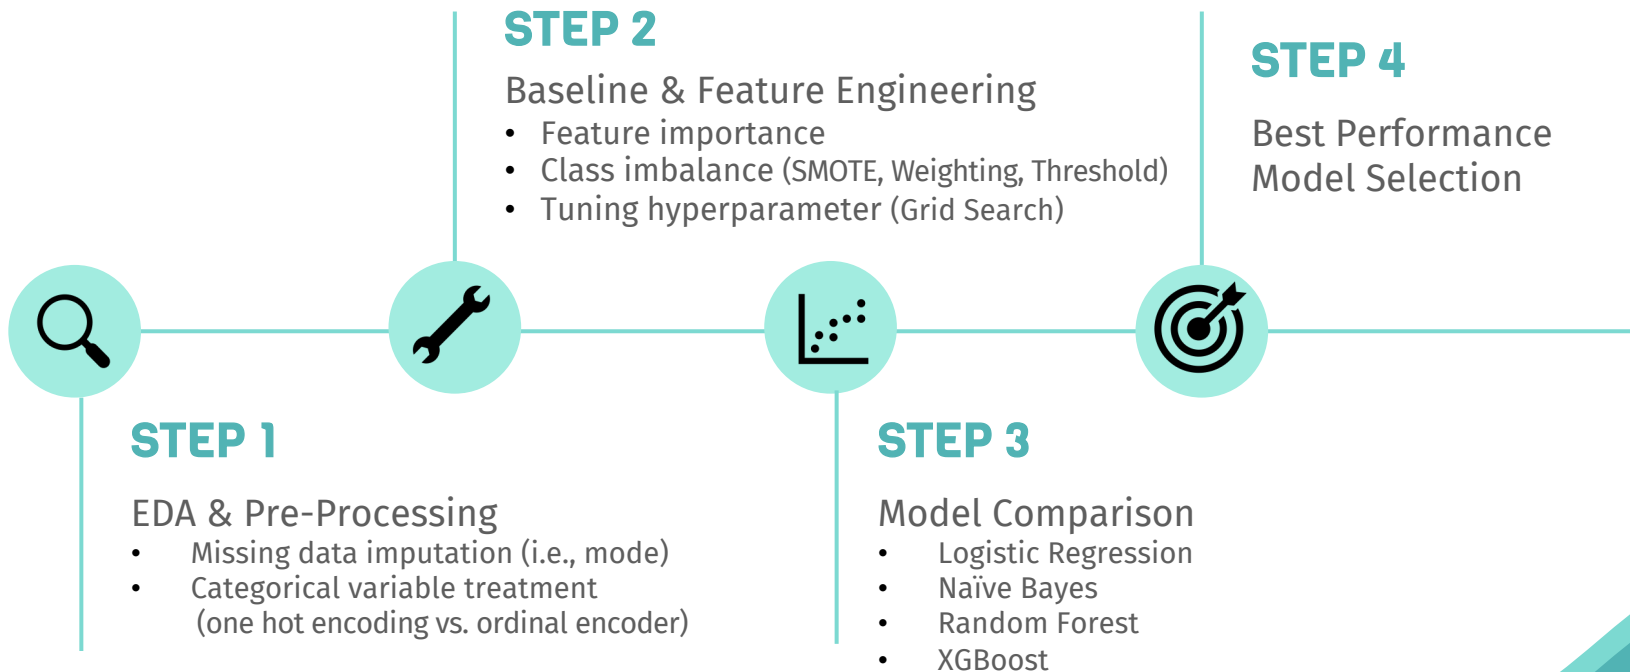 STEP 1
EDA & Pre-Processing
• Missing data imputation (i.e., mode)
• Categorical variable treatment
(one hot encoding vs. ordinal encoder)
STEP 2
Baseline & Feature Engineering
• Feature importance
• Class imbalance (SMOTE, Weighting, Threshold)
• Tuning hyperparameter (Grid Search)
STEP 3
Model Comparison
• Logistic Regression
• Naïve Bayes
• Random Forest
• XGBoost
STEP 4
Best Performance
Model Selection